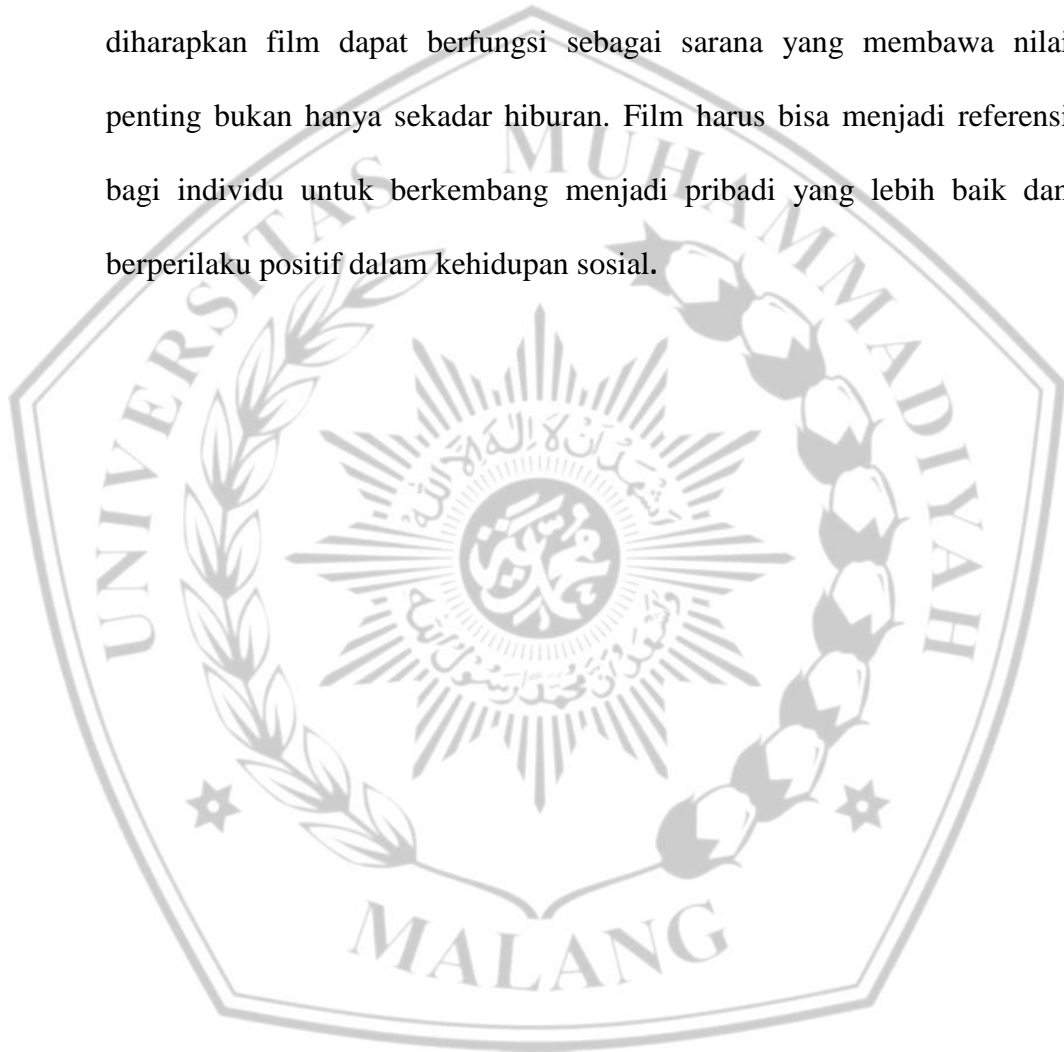 diharapkan film dapat berfungsi sebagai sarana yang membawa nilai
penting bukan hanya sekadar hiburan. Film harus bisa menjadi referensi
bagi individu untuk berkembang menjadi pribadi yang lebih baik dan
berperilaku positif dalam kehidupan sosial.
UNIVERSITAS MUHAMMADIYAH
MALANG